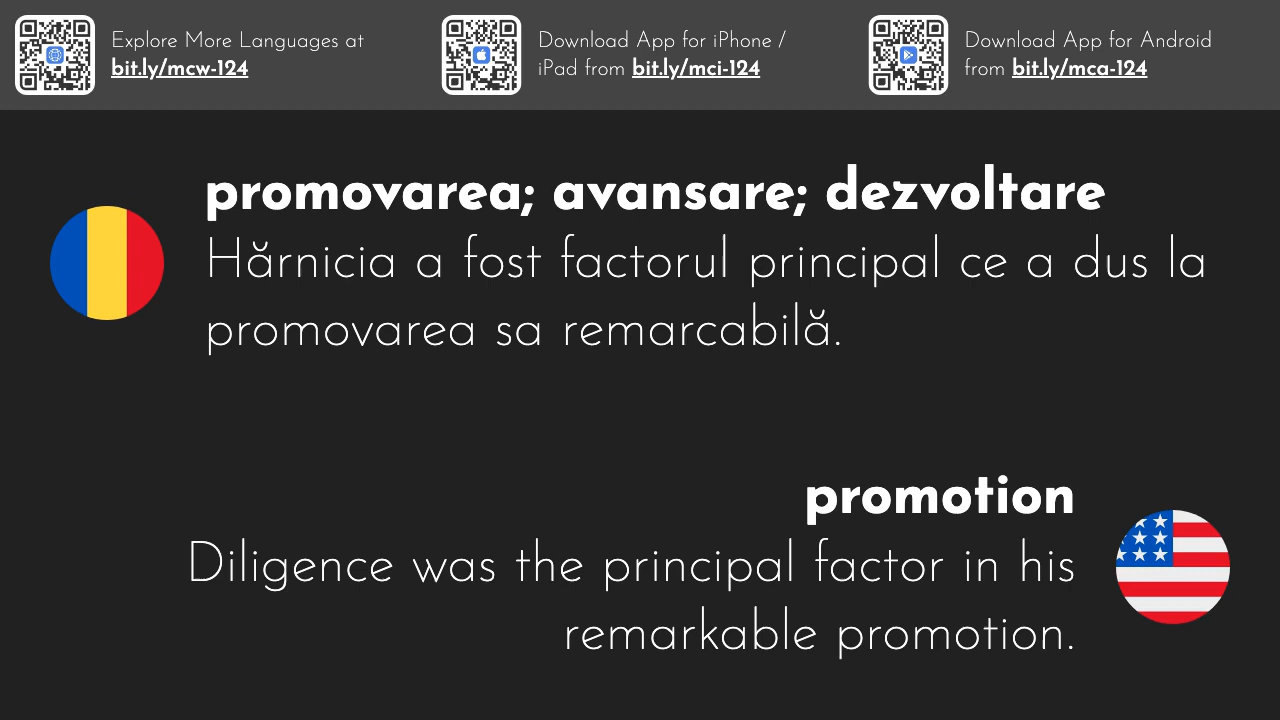 Explore More Languages at
bit.ly/mcw-124
Download App for iPhone /
iPad from bit.ly/mci-124
Download App for Android
from bit.ly/mca-124
promovarea; avansare; dezvoltare
Hărnicia a fost factorul principal ce a dus la
promovarea sa remarcabilă.
promotion
Diligence was the principal factor in his
remarkable promotion.